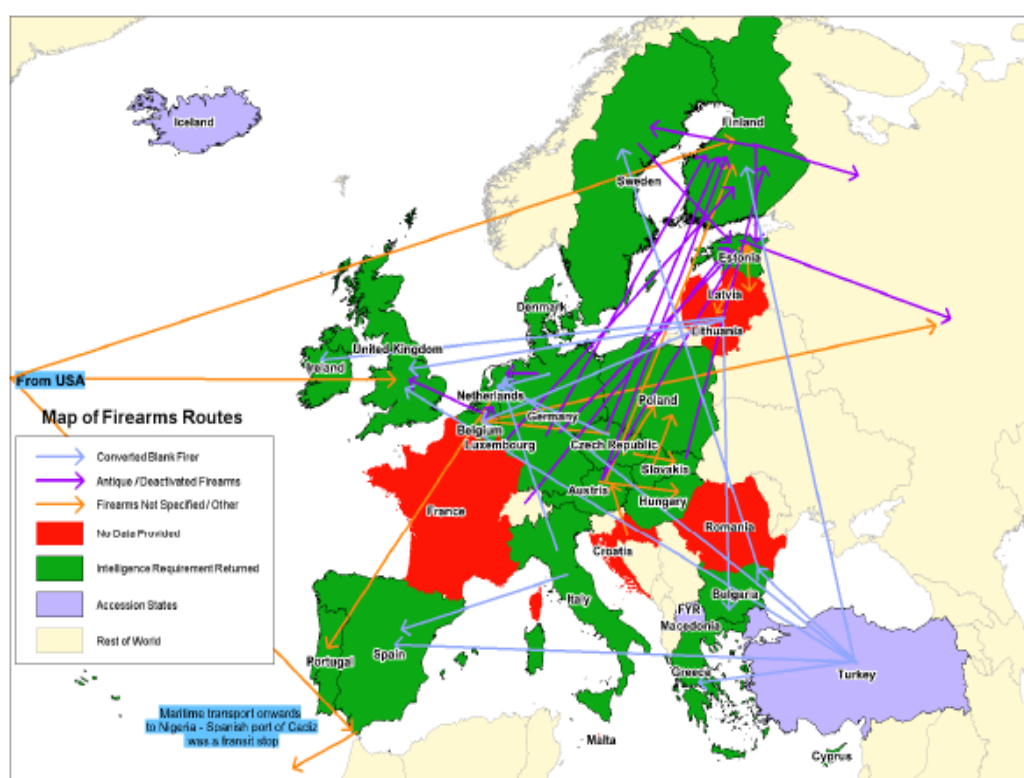 Iceland
Finland
Sweden
Estonia
Latvia
Denmark
Lithuania
United Kingdom
Ireland
From USA
Netherlands
Poland
Map of Firearms Routes
Germany
Belgium
Czech Republic
Luxembourg
Converted Blank Firer
Slovakis
Antique / Deactivated Firearms
Austria
Hungary
Firearms Not Specified / Other
France
Romania
No Data Provided
Croatia
Intelligence Requirement Returned
Bulgaria
Italy
Accession States
FYR
Macedonia
Rest of World
Portugal
Spain
Greece
Turkey
Maritime transport onwards
to Nigeria - Spanish port of Cadiz
was a transit stop
Malta
Cyprus